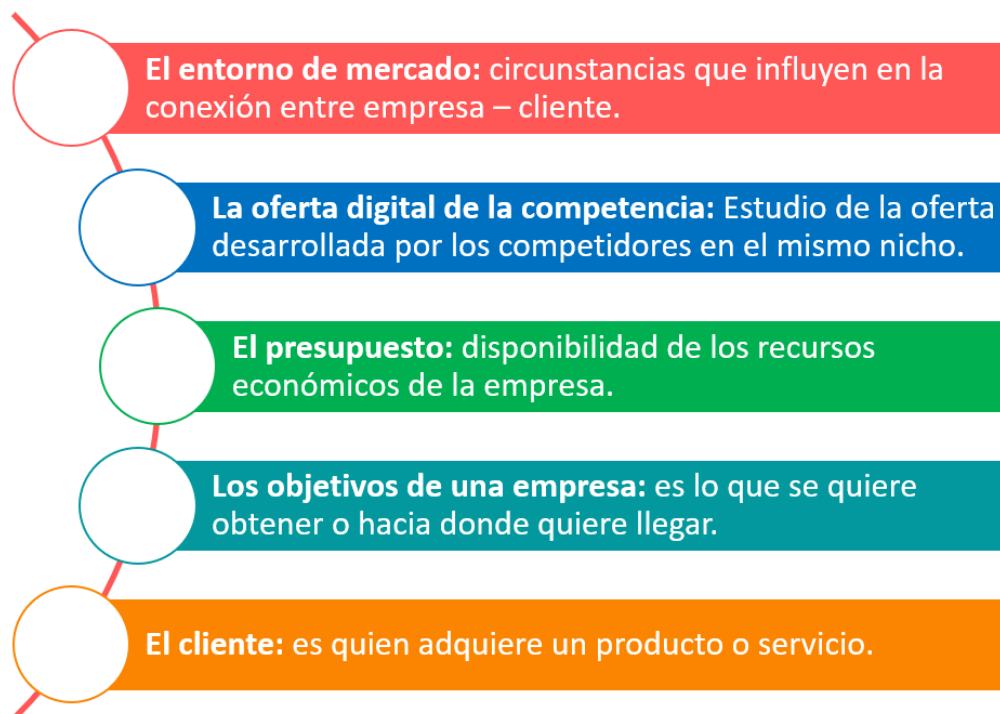 El entorno de mercado: circunstancias que influyen en la
conexión entre empresa – cliente.
La oferta digital de la competencia: Estudio de la oferta
desarrollada por los competidores en el mismo nicho.
El presupuesto: disponibilidad de los recursos
económicos de la empresa.
Los objetivos de una empresa: es lo que se quiere
obtener o hacia donde quiere llegar.
El cliente: es quien adquiere un producto o servicio.